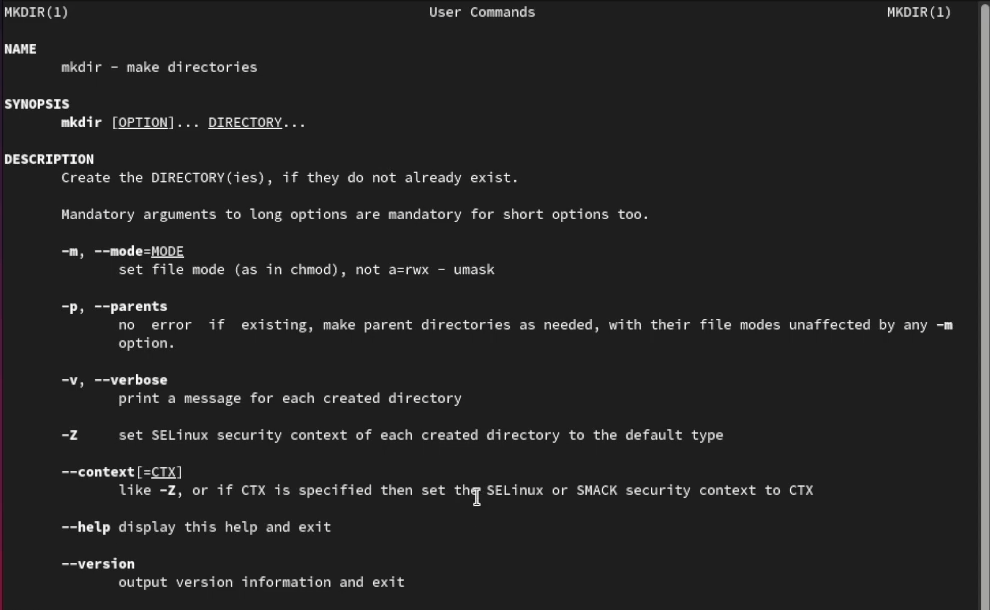 MKDIR(1) User Commands MKDIR(1)
NAME
mkdir - make directories
SYNOPSIS
mkdir [OPTION]... DIRECTORY...
DESCRIPTION
Create the DIRECTORY(ies), if they do not already exist.
Mandatory arguments to long options are mandatory for short options too.
-m, --mode=MODE
set file mode (as in chmod), not a=rwx - umask
-p, --parents
no error if existing, make parent directories as needed, with their file modes unaffected by any -m
option.
-v, --verbose
print a message for each created directory
-Z set SELinux security context of each created directory to the default type
--context[=CTX]
like -Z, or if CTX is specified then set the SELinux or SMACK security context to CTX
--help display this help and exit
--version
output version information and exit